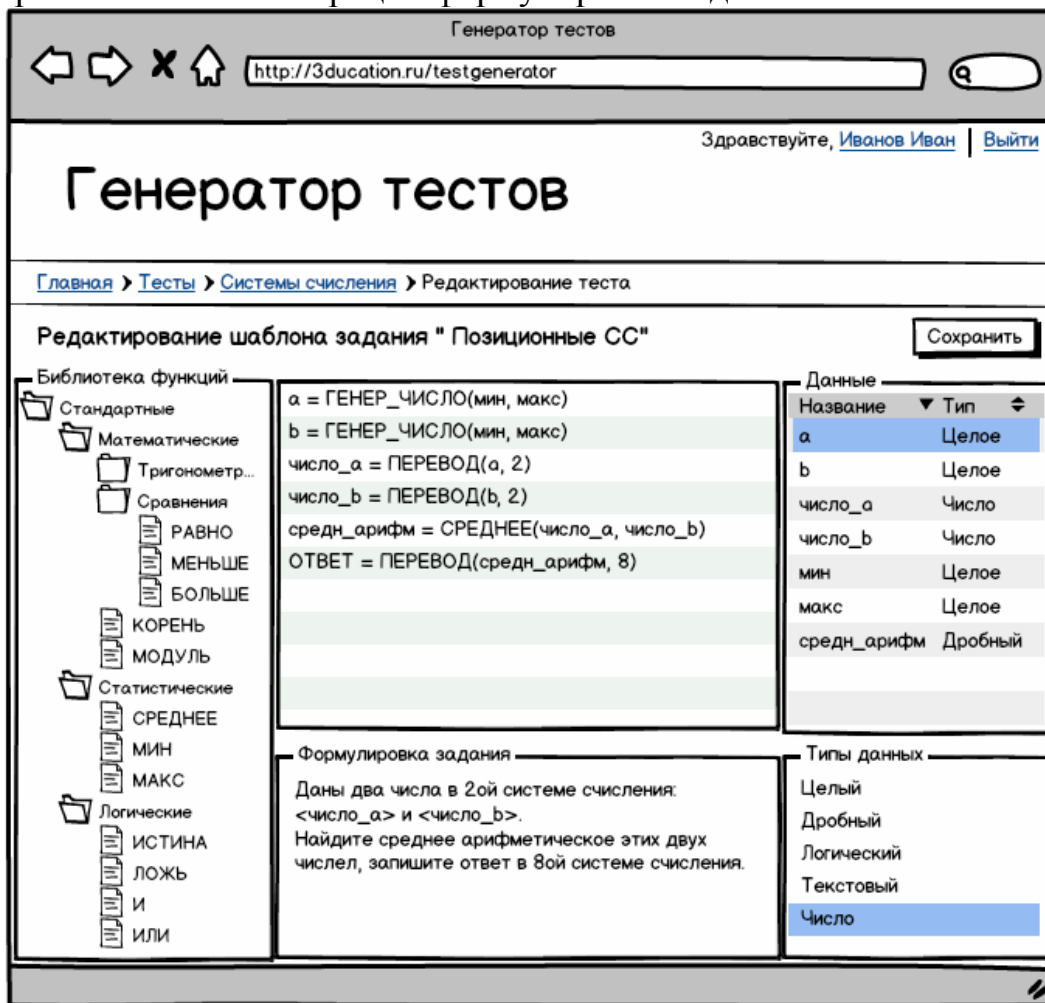 Генератор тестов
http://3ducation.ru/testgenerator
Здравствуйте, Иванов Иван | Выйти
Генератор тестов
Главная > Тесты > Системы счисления > Редактирование теста
Редактирование шаблона задания " Позиционные СС"
Сохранить
Библиотека функций
Стандартные
Математические
Тригонометр...
Сравнения
РАВНО
МЕНЬШЕ
БОЛЬШЕ
КОРЕНЬ
МОДУЛЬ
Статистические
СРЕДНЕЕ
МИН
МАКС
Логические
ИСТИНА
ЛОЖЬ
И
ИЛИ
a = ГЕНЕР_ЧИСЛО(мин, макс)
b = ГЕНЕР_ЧИСЛО(мин, макс)
число_a = ПЕРЕВОД(a, 2)
число_b = ПЕРЕВОД(b, 2)
средн_арифм = СРЕДНЕЕ(число_a, число_b)
ОТВЕТ = ПЕРЕВОД(средн_арифм, 8)
Формулировка задания
Даны два числа в 2ой системе счисления:
<число_a> и <число_b>.
Найдите среднее арифметическое этих двух
числел, запишите ответ в 8ой системе счисления.
Данные
Название Тип
a Целое
b Целое
число_a Число
число_b Число
мин Целое
макс Целое
средн_арифм Дробный
Типы данных
Целый
Дробный
Логический
Текстовый
Число